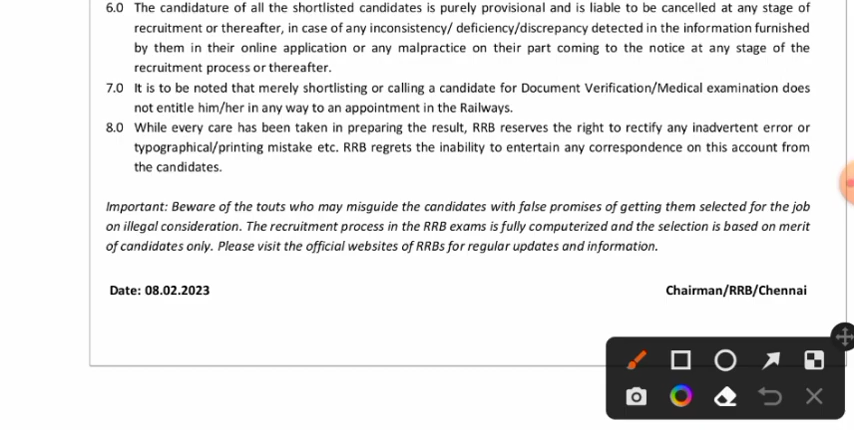 6.0 The candidature of all the shortlisted candidates is purely provisional and is liable to be cancelled at any stage of
recruitment or thereafter, in case of any inconsistency/ deficiency/discrepancy detected in the information furnished
by them in their online application or any malpractice on their part coming to the notice at any stage of the
recruitment process or thereafter.
7.0 It is to be noted that merely shortlisting or calling a candidate for Document Verification/Medical examination does
not entitle him/her in any way to an appointment in the Railways.
8.0 While every care has been taken in preparing the result, RRB reserves the right to rectify any inadvertent error or
typographical/printing mistake etc. RRB regrets the inability to entertain any correspondence on this account from
the candidates.
Important: Beware of the touts who may misguide the candidates with false promises of getting them selected for the job
on illegal consideration. The recruitment process in the RRB exams is fully computerized and the selection is based on merit
of candidates only. Please visit the official websites of RRBs for regular updates and information.
Date: 08.02.2023 Chairman/RRB/Chennai